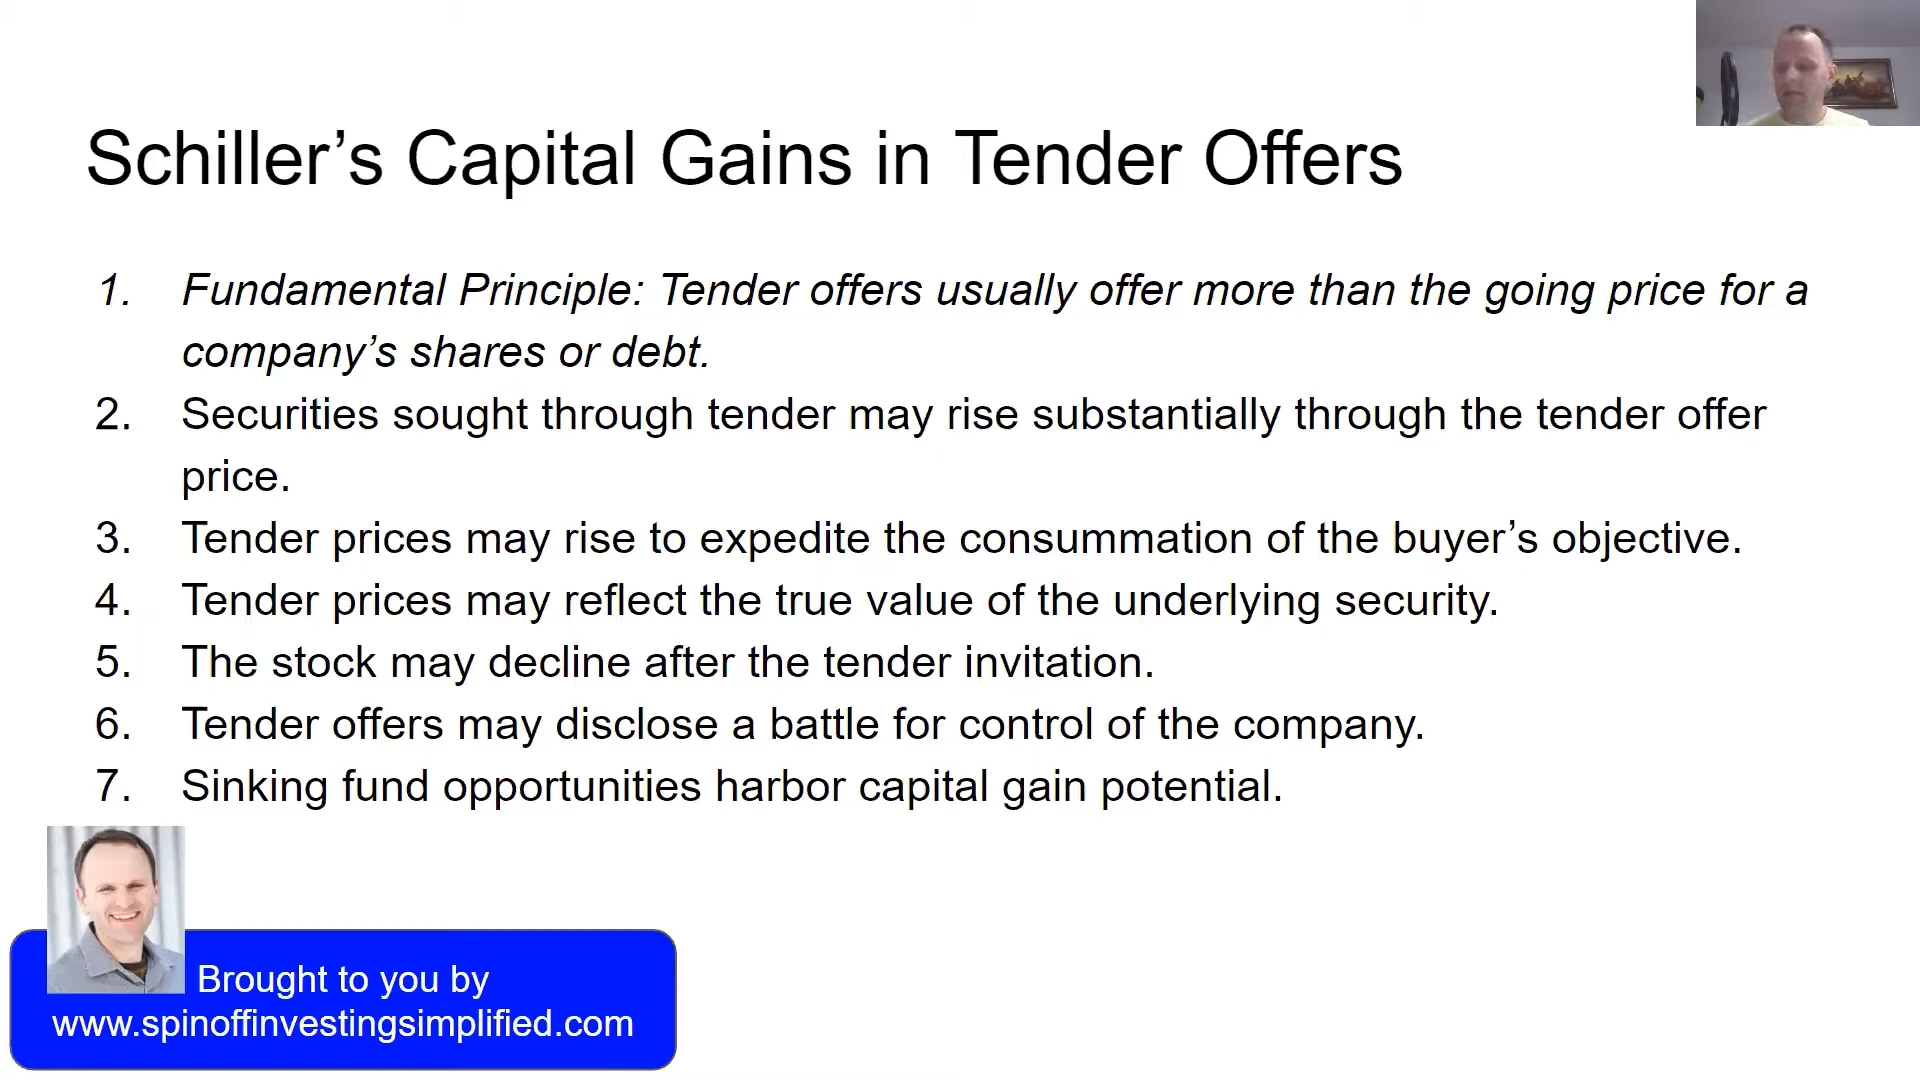 Schiller’s Capital Gains in Tender Offers
1. Fundamental Principle: Tender offers usually offer more than the going price for a
company’s shares or debt.
2. Securities sought through tender may rise substantially through the tender offer
price.
3. Tender prices may rise to expedite the consummation of the buyer’s objective.
4. Tender prices may reflect the true value of the underlying security.
5. The stock may decline after the tender invitation.
6. Tender offers may disclose a battle for control of the company.
7. Sinking fund opportunities harbor capital gain potential.
Brought to you by
www.spinoffinvestingsimplified.com